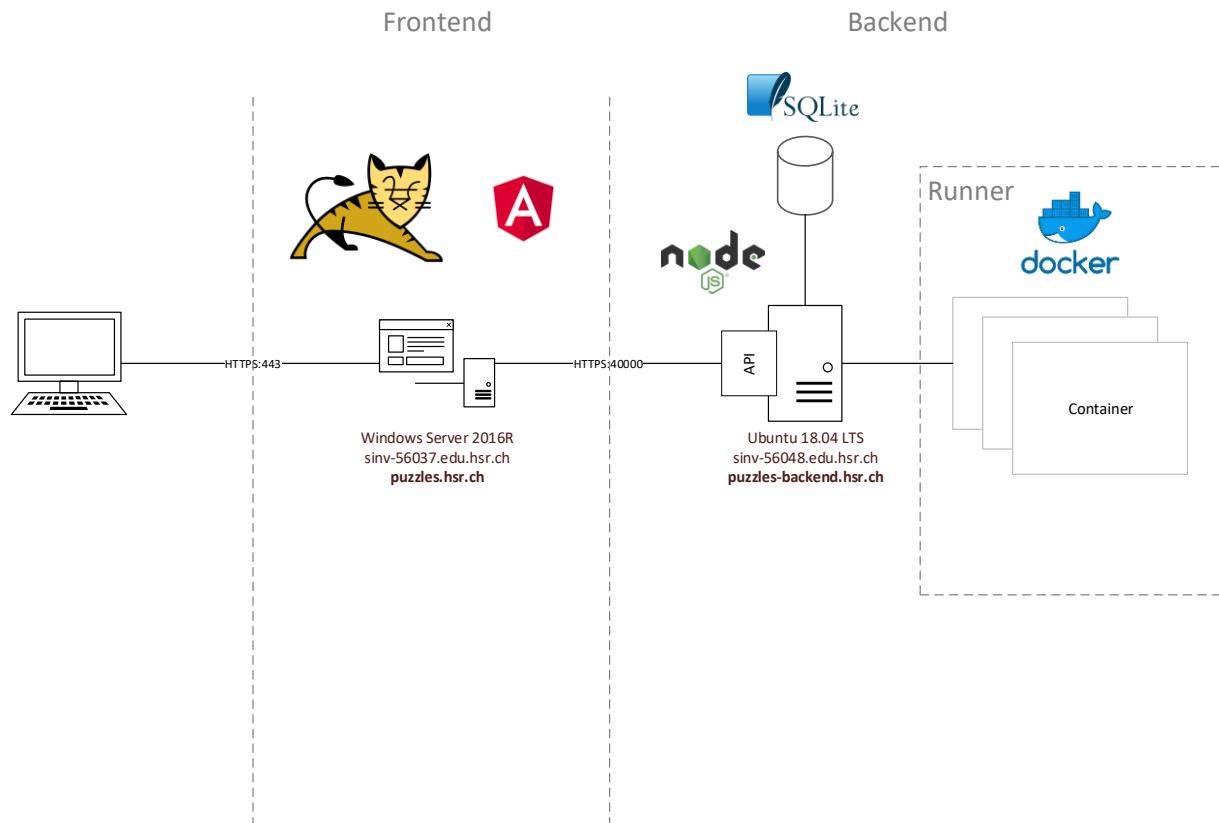 Frontend
Backend
SQLite
Runner
node
JS
docker
HTTPS:443
HTTPS:40000
API
Container
Windows Server 2016R
sinv-56037.edu.hsr.ch
puzzles.hsr.ch
Ubuntu 18.04 LTS
sinv-56048.edu.hsr.ch
puzzles-backend.hsr.ch
A
x